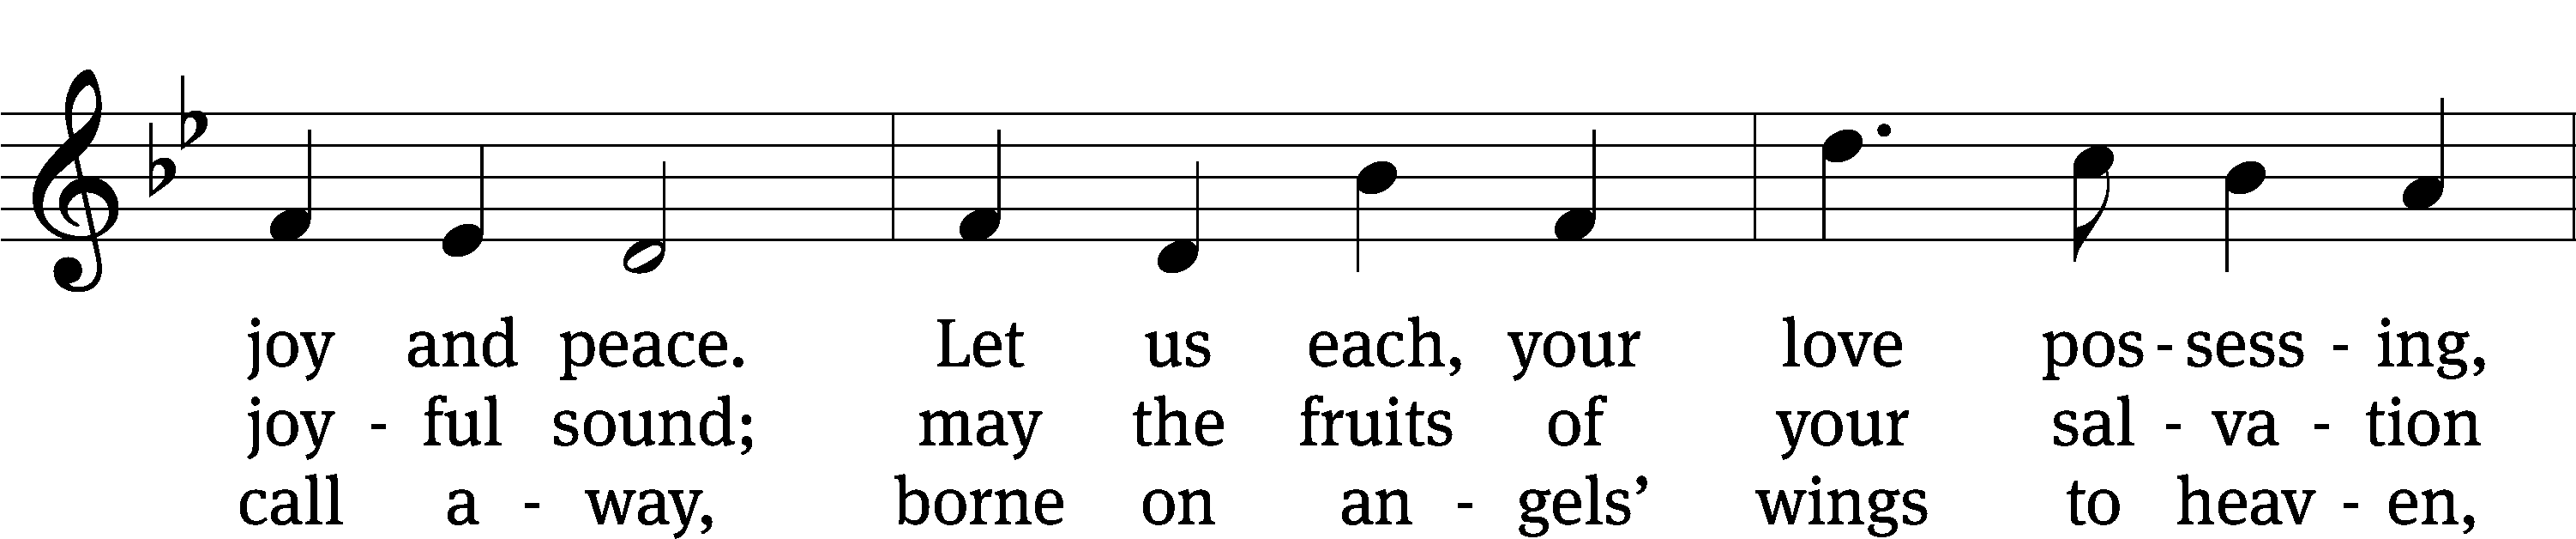 joy and peace. Let us each, your love pos - sess - ing,
joy - ful sound; may the fruits of your sal - va - tion
call a - way, borne on an - gels’ wings to heav - en,